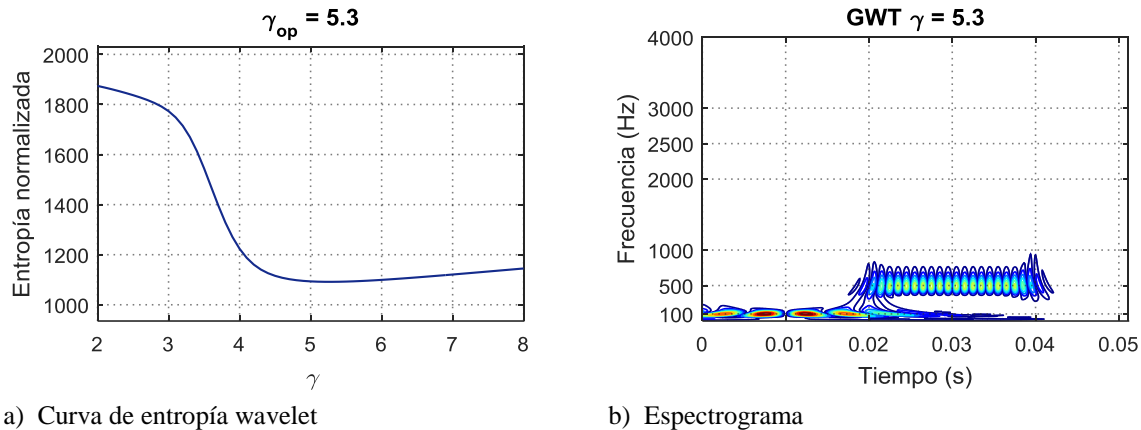 γop = 5.3
Entropía normalizada
2000
1800
1600
1400
1200
1000
2 3 4 5 6 7 8
γ
a) Curva de entropía wavelet
GWT γ = 5.3
Frecuencia (Hz)
4000
3000
2500
2000
1000
500
100
0 0.01 0.02 0.03 0.04 0.05
Tiempo (s)
b) Espectrograma